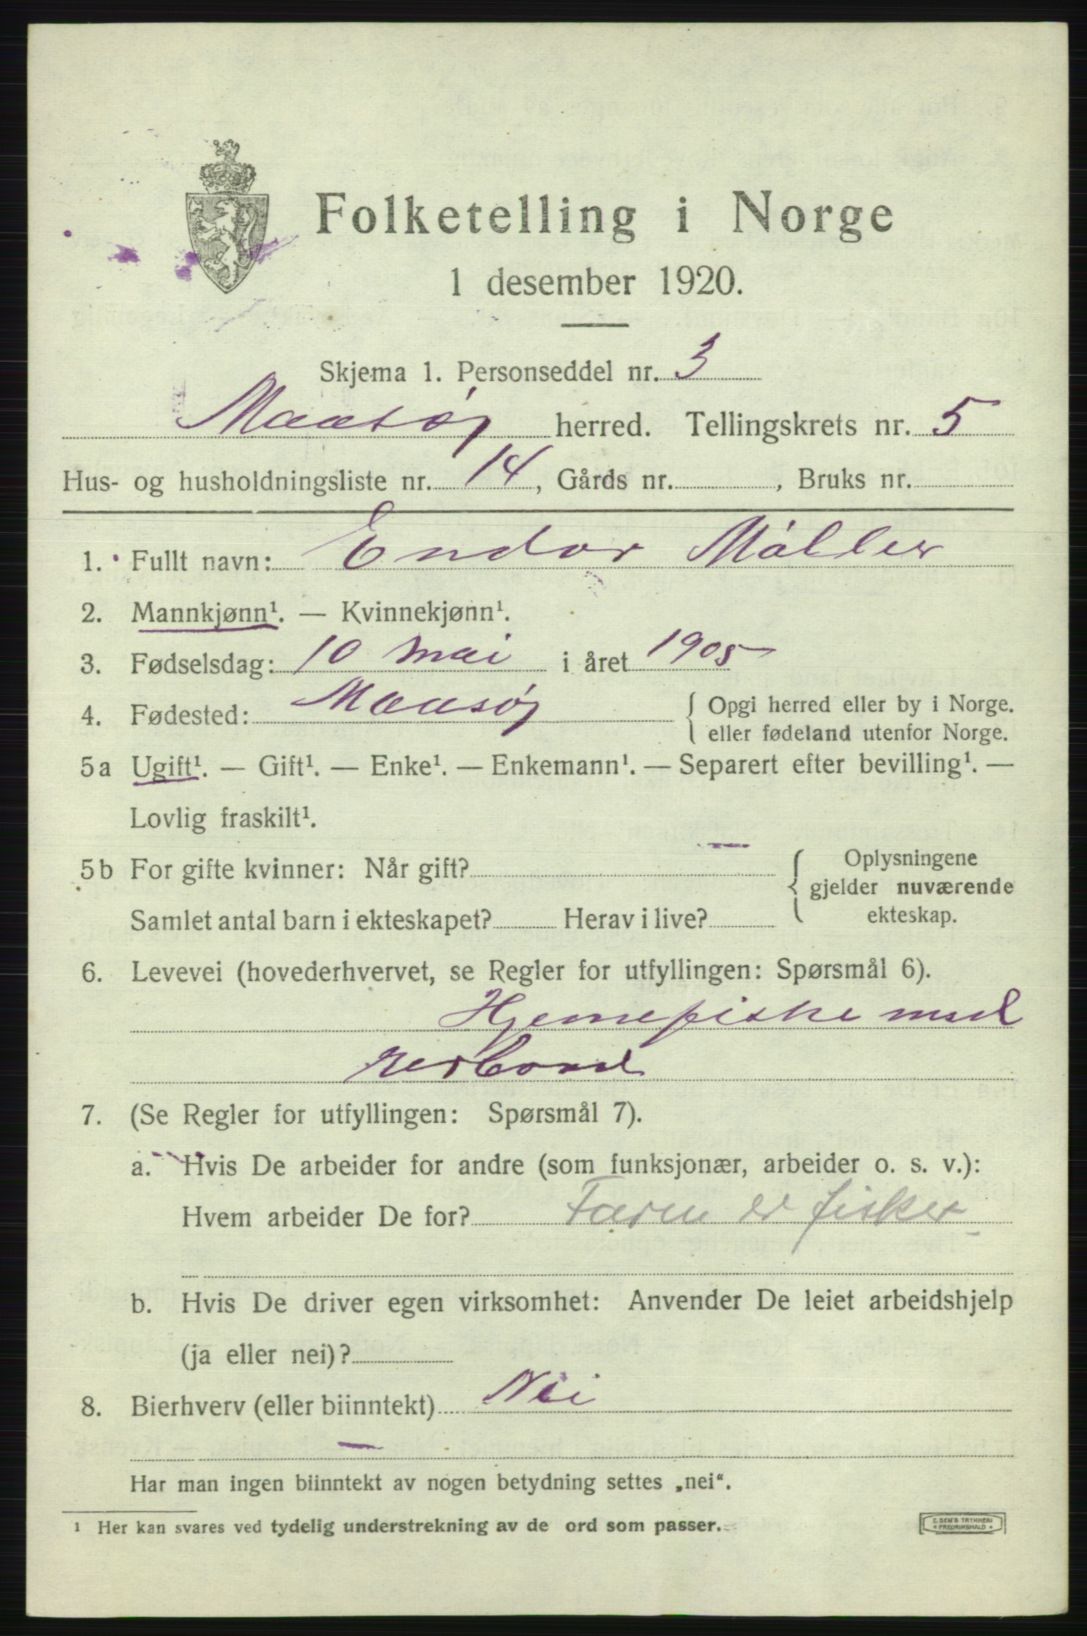 Folketelling i Norge
1 desember 1920.
Skjema 1. Personseddel nr. 3
Maasøy herred. Tellingskrets nr. 5
Hus- og husholdningsliste nr. 14, Gårds nr. , Bruks nr.
1. Fullt navn: Endor Møller
2. Mannkjønn¹. — Kvinnekjønn¹.
3. Fødselsdag: 10 Mai i året 1905
4. Fødested: Maasøy { Opgi herred eller by i Norge.
eller fødeland utenfor Norge.
5a Ugift¹. — Gift¹. — Enke¹. — Enkemann¹. — Separert efter bevilling¹. —
Lovlig fraskilt¹.
5b For gifte kvinner: Når gift? — { Oplysningene
gjelder nuværende
ekteskap.
Samlet antal barn i ekteskapet? Herav i live?
6. Levevei (hovederhvervet, se Regler for utfyllingen: Spørsmål 6).
Hjemefiske med
7. (Se Regler for utfyllingen: Spørsmål 7).
a. Hvis De arbeider for andre (som funksjonær, arbeider o. s. v.):
Hvem arbeider De for? Faren er fisker
b. Hvis De driver egen virksomhet: Anvender De leiet arbeidshjelp
(ja eller nei)?
8. Bierhverv (eller biinntekt) Nei
—
Har man ingen biinntekt av nogen betydning settes „nei“.
¹ Her kan svares ved tydelig understrekning av de ord som passer.